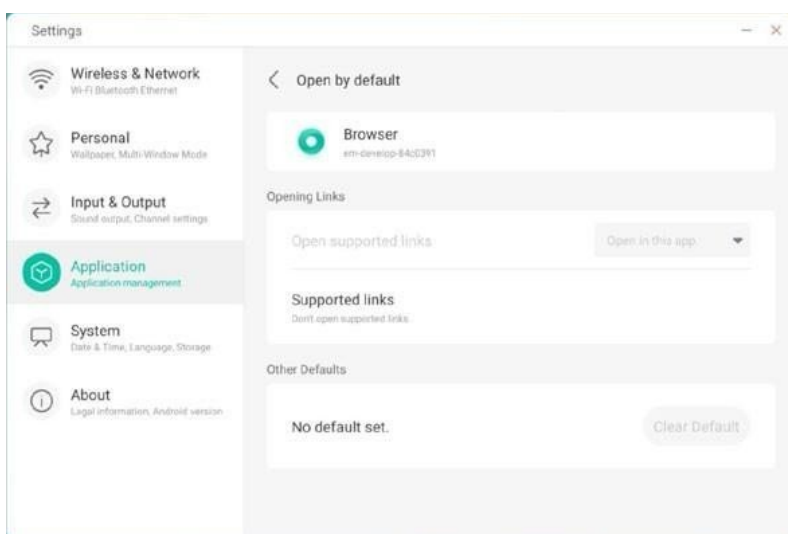 Settings
Wireless & Network
Wi-Fi Bluetooth Ethernet
Personal
Wallpaper, Multi-Window Mode
Input & Output
Sound output, Channel settings
Application
Application management
System
Date & Time, Language, Storage
About
Legal information, Android version
Open by default
Browser
em-develop-84c0391
Opening Links
Open supported links
Open in this app
Supported links
Don't open supported links
Other Defaults
No default set.
Clear Default